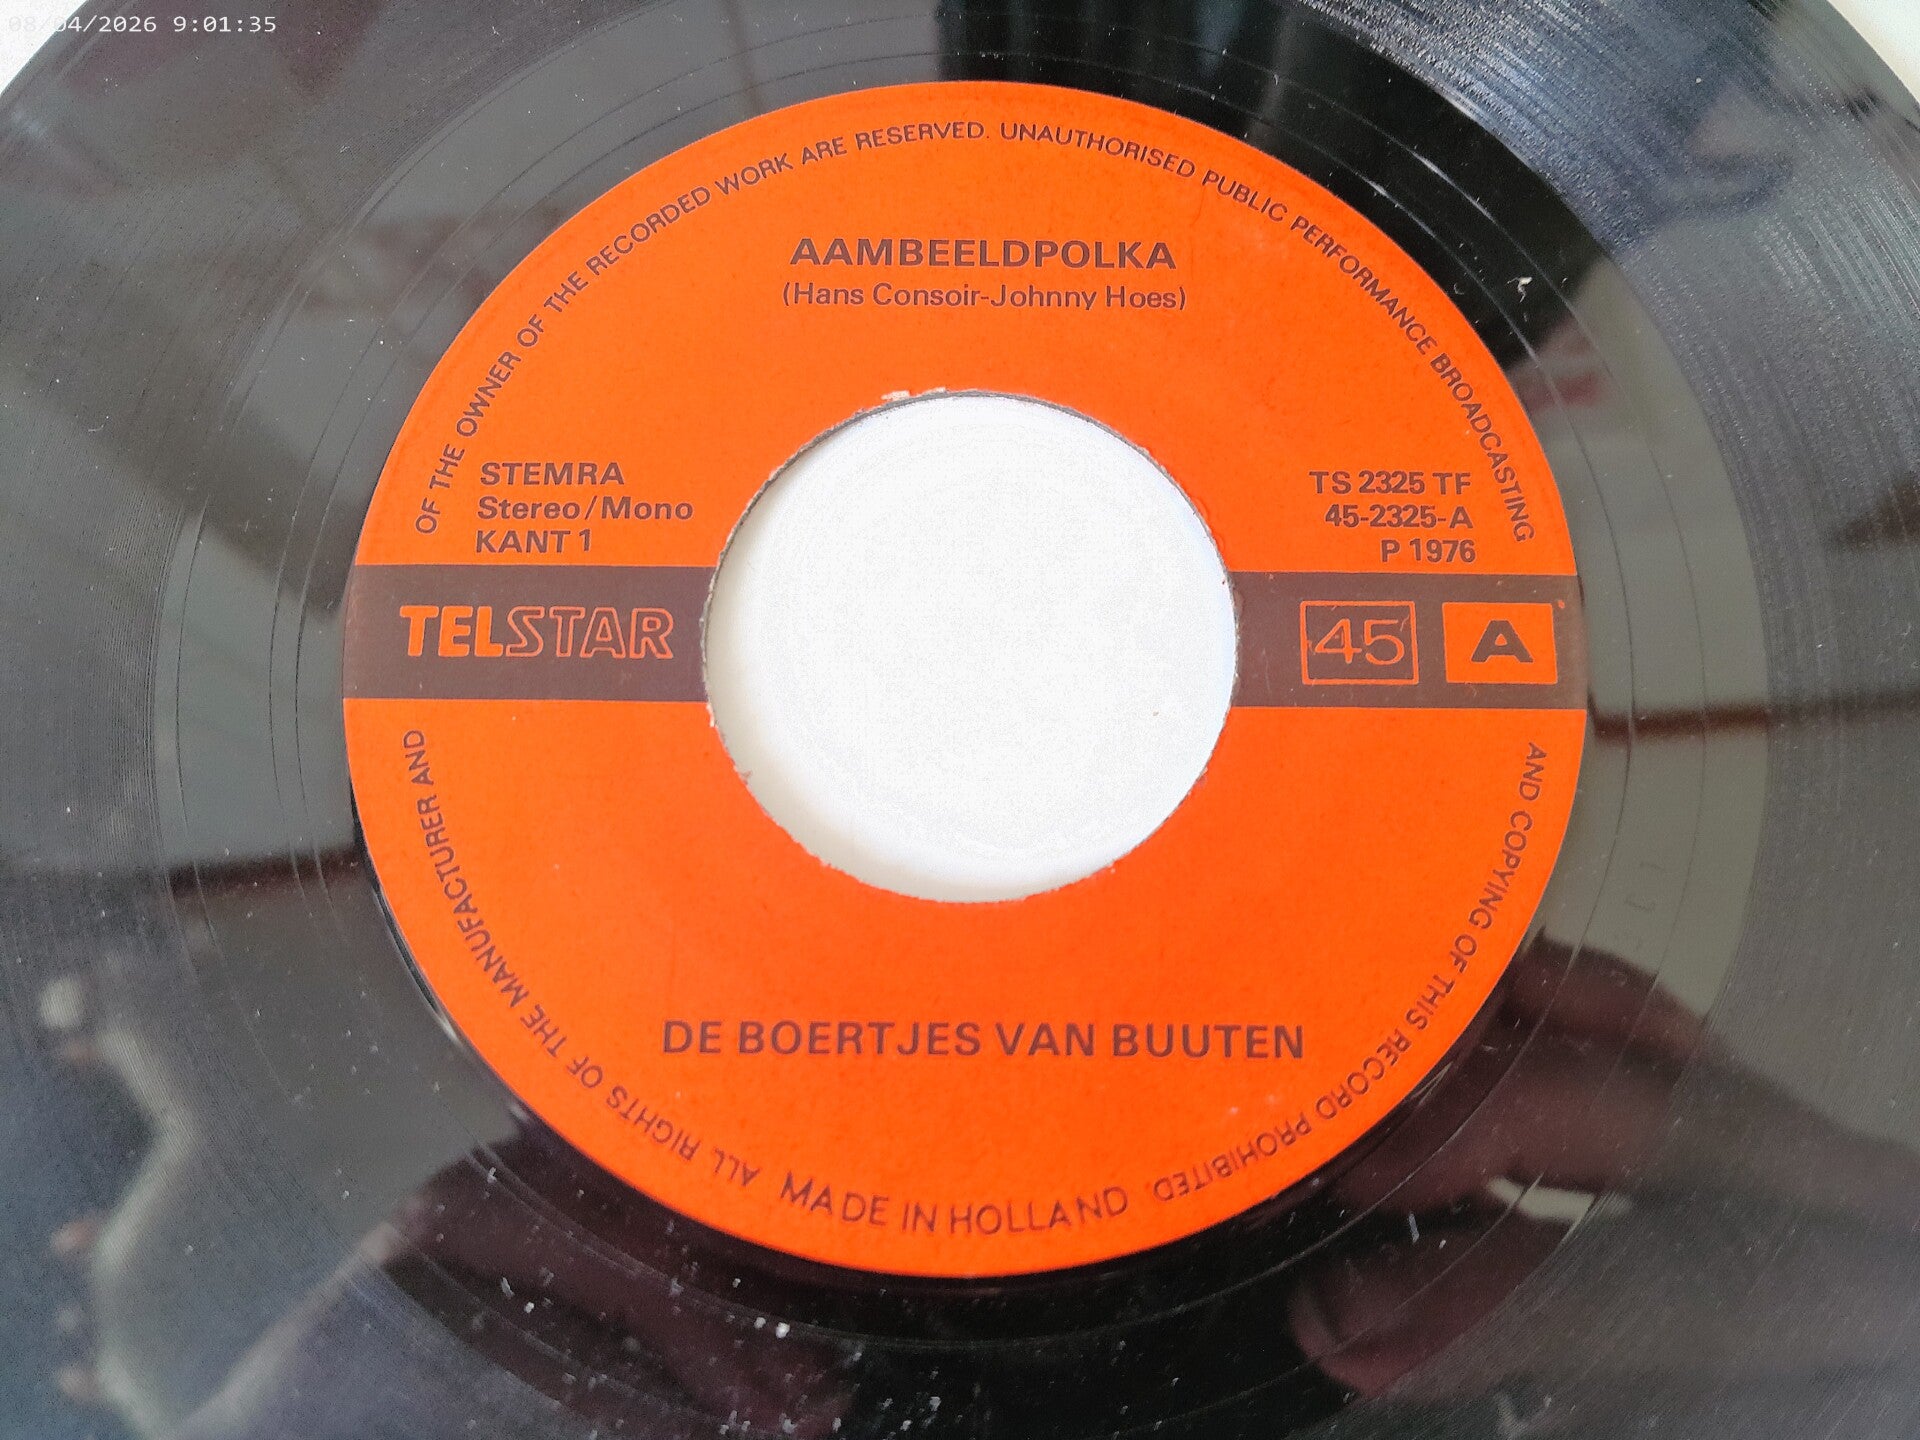 08/04/2026 9:01:35
OF THE OWNER OF THE RECORDED WORK ARE RESERVED. UNAUTHORISED PUBLIC PERFORMANCE BROADCASTING
AAMBEELDPOLKA
(Hans Consoir-Johnny Hoes)
STEMRA
Stereo/Mono
KANT 1
TS 2325 TF
45-2325-A
P 1976
TELSTAR
45
A
DE BOERTJES VAN BUUTEN
ALL RIGHTS OF THE MANUFACTURER AND
AND COPYING OF THIS RECORD PROHIBITED
MADE IN HOLLAND